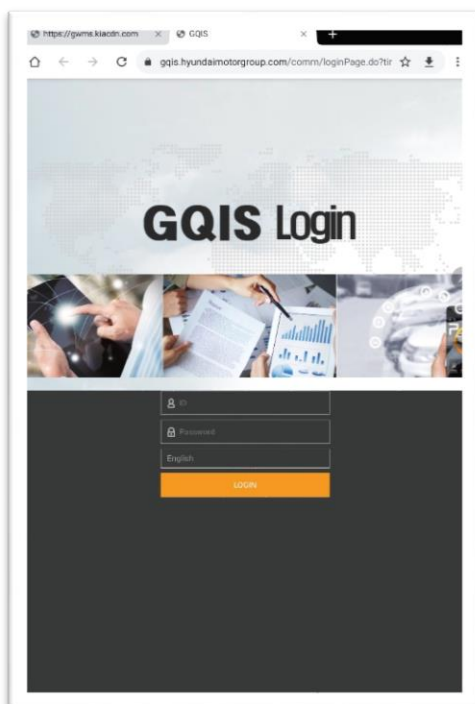 https://gwms.kiacdn.com
GQIS
gqis.hyundaimotorgroup.com/comm/loginPage.do?tir
GQIS Login
ID
Password
English
LOGIN